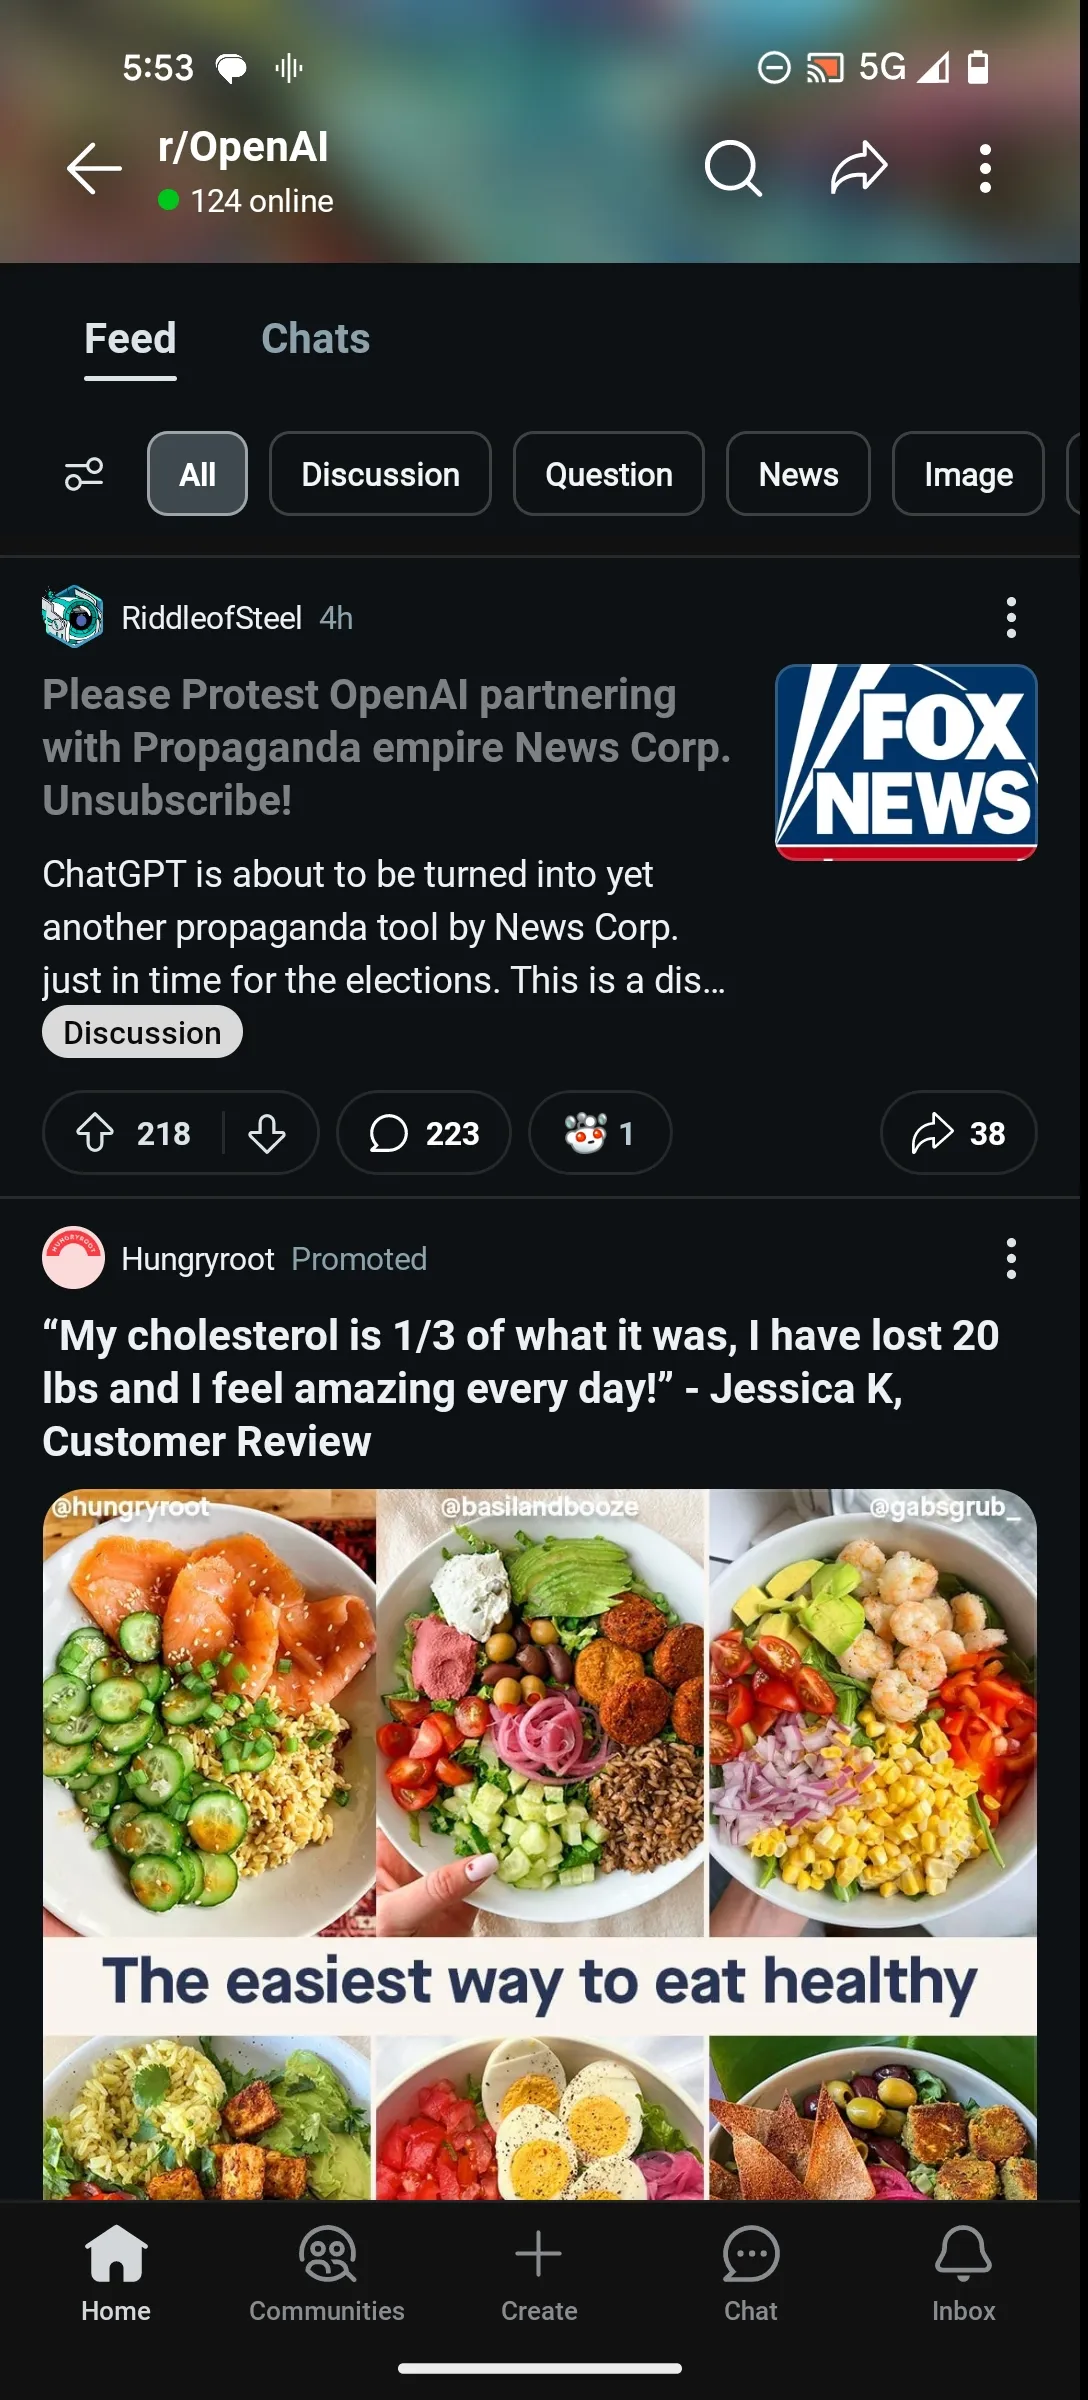 5:53 5G
r/OpenAI
124 online
Feed Chats
All Discussion Question News Image
RiddleofSteel 4h
Please Protest OpenAI partnering
with Propaganda empire News Corp.
Unsubscribe!
FOX
NEWS
ChatGPT is about to be turned into yet
another propaganda tool by News Corp.
just in time for the elections. This is a dis…
Discussion
218 223 1 38
HUNGRYROOT
Hungryroot Promoted
“My cholesterol is 1/3 of what it was, I have lost 20
lbs and I feel amazing every day!” - Jessica K,
Customer Review
@hungryroot @basilandbooze @gabsgrub_
The easiest way to eat healthy
Home Communities Create Chat Inbox